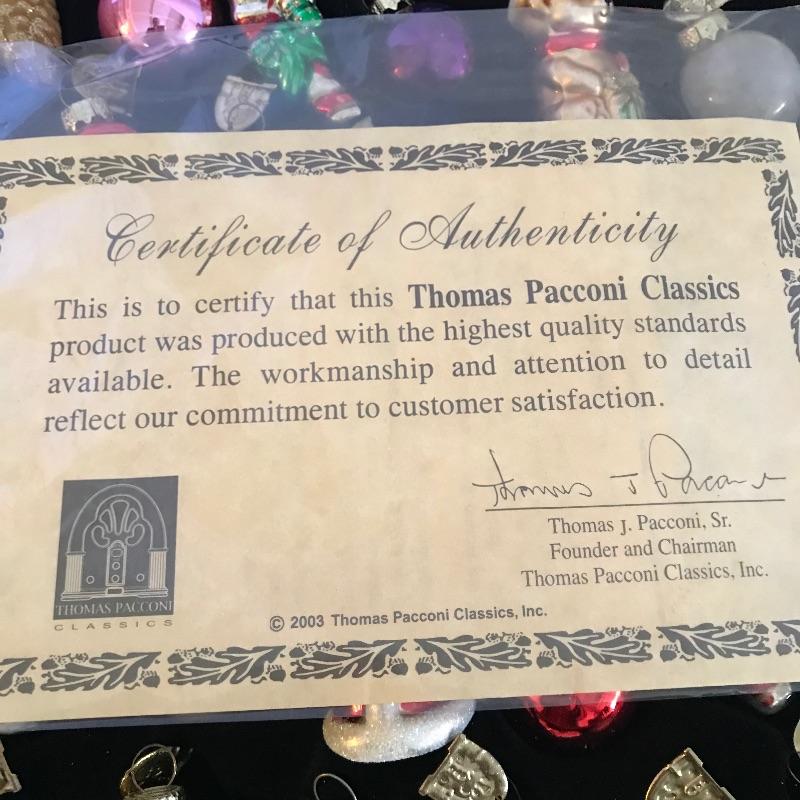 Certificate of Authenticity
This is to certify that this Thomas Pacconi Classics
product was produced with the highest quality standards
available. The workmanship and attention to detail
reflect our commitment to customer satisfaction.
Thomas J Pacconi
Thomas J. Pacconi, Sr.
Founder and Chairman
Thomas Pacconi Classics, Inc.
THOMAS PACCONI
CLASSICS
© 2003 Thomas Pacconi Classics, Inc.